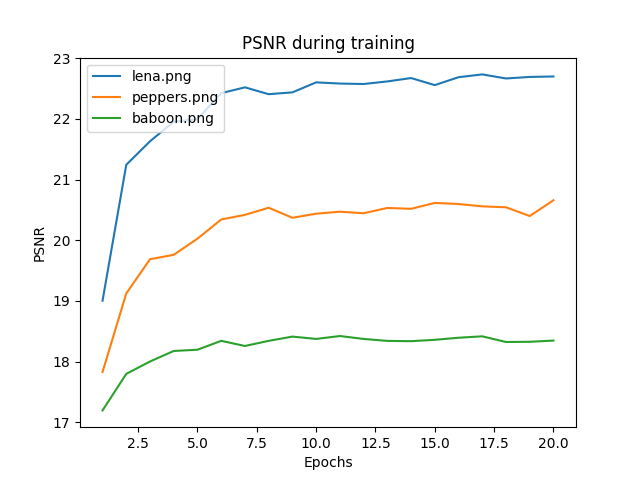 PSNR during training
lena.png
peppers.png
baboon.png
PSNR
23
22
21
20
19
18
17
2.5 5.0 7.5 10.0 12.5 15.0 17.5 20.0
Epochs